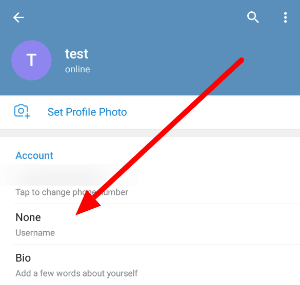 test
T
online
Set Profile Photo
Account
Tap to change phone number
None
Username
Bio
Add a few words about yourself